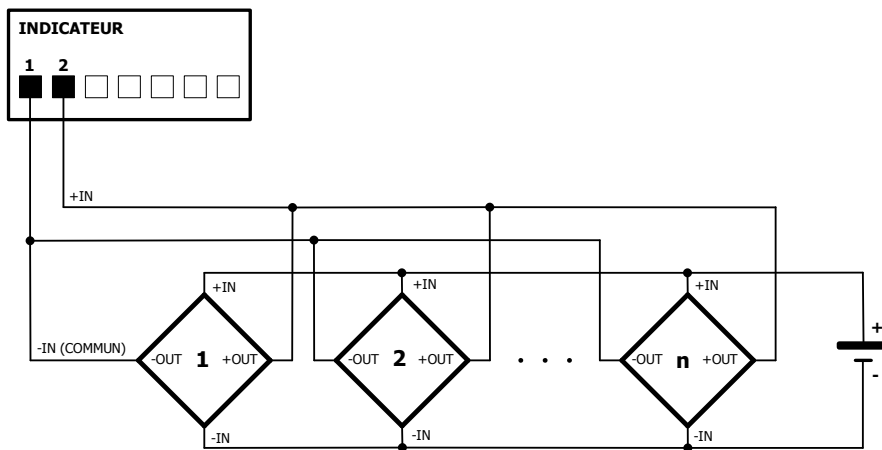 INDICATEUR
1 2
+IN
+IN +IN +IN
+
-IN (COMMUN) -OUT 1 +OUT -OUT 2 +OUT . . . -OUT n +OUT
-
-IN -IN -IN